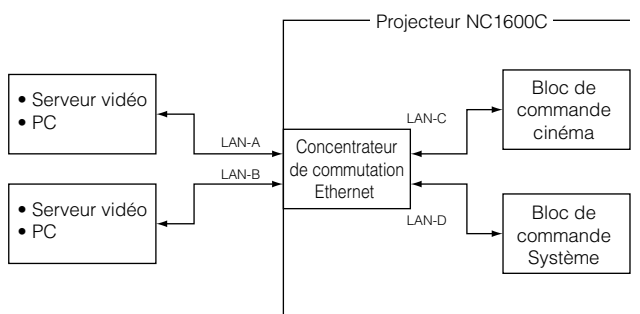 Projecteur NC1600C
• Serveur vidéo
• PC
LAN-A
• Serveur vidéo
• PC
LAN-B
Concentrateur
de commutation
Ethernet
LAN-C
Bloc de
commande
cinéma
LAN-D
Bloc de
commande
Système